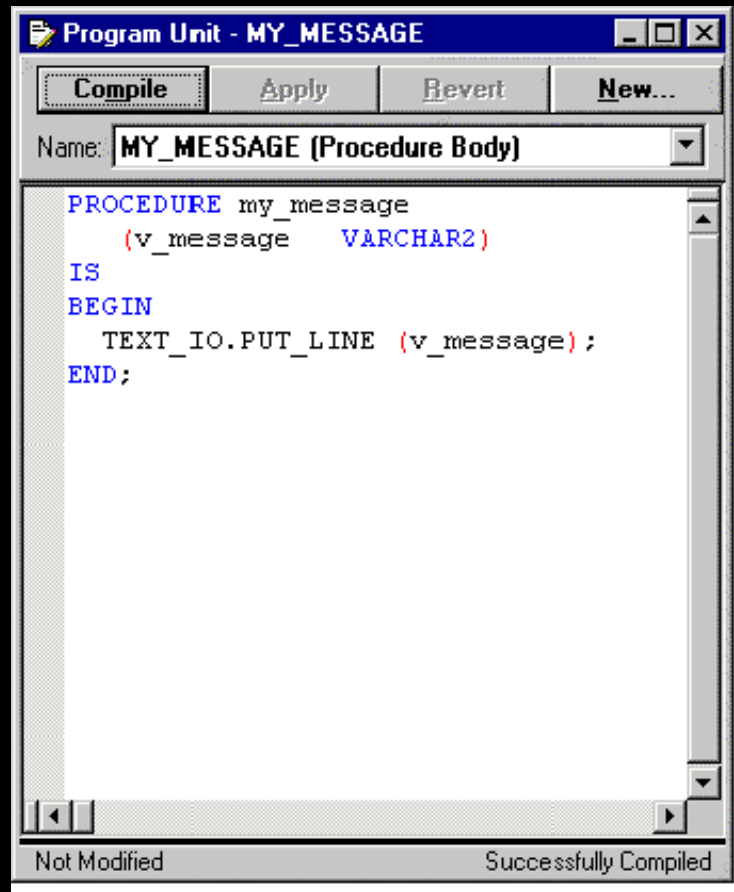 Program Unit - MY_MESSAGE
Compile Apply Revert New...
Name: MY_MESSAGE (Procedure Body)
PROCEDURE my_message
(v_message VARCHAR2)
IS
BEGIN
TEXT_IO.PUT_LINE (v_message);
END;
Not Modified Successfully Compiled